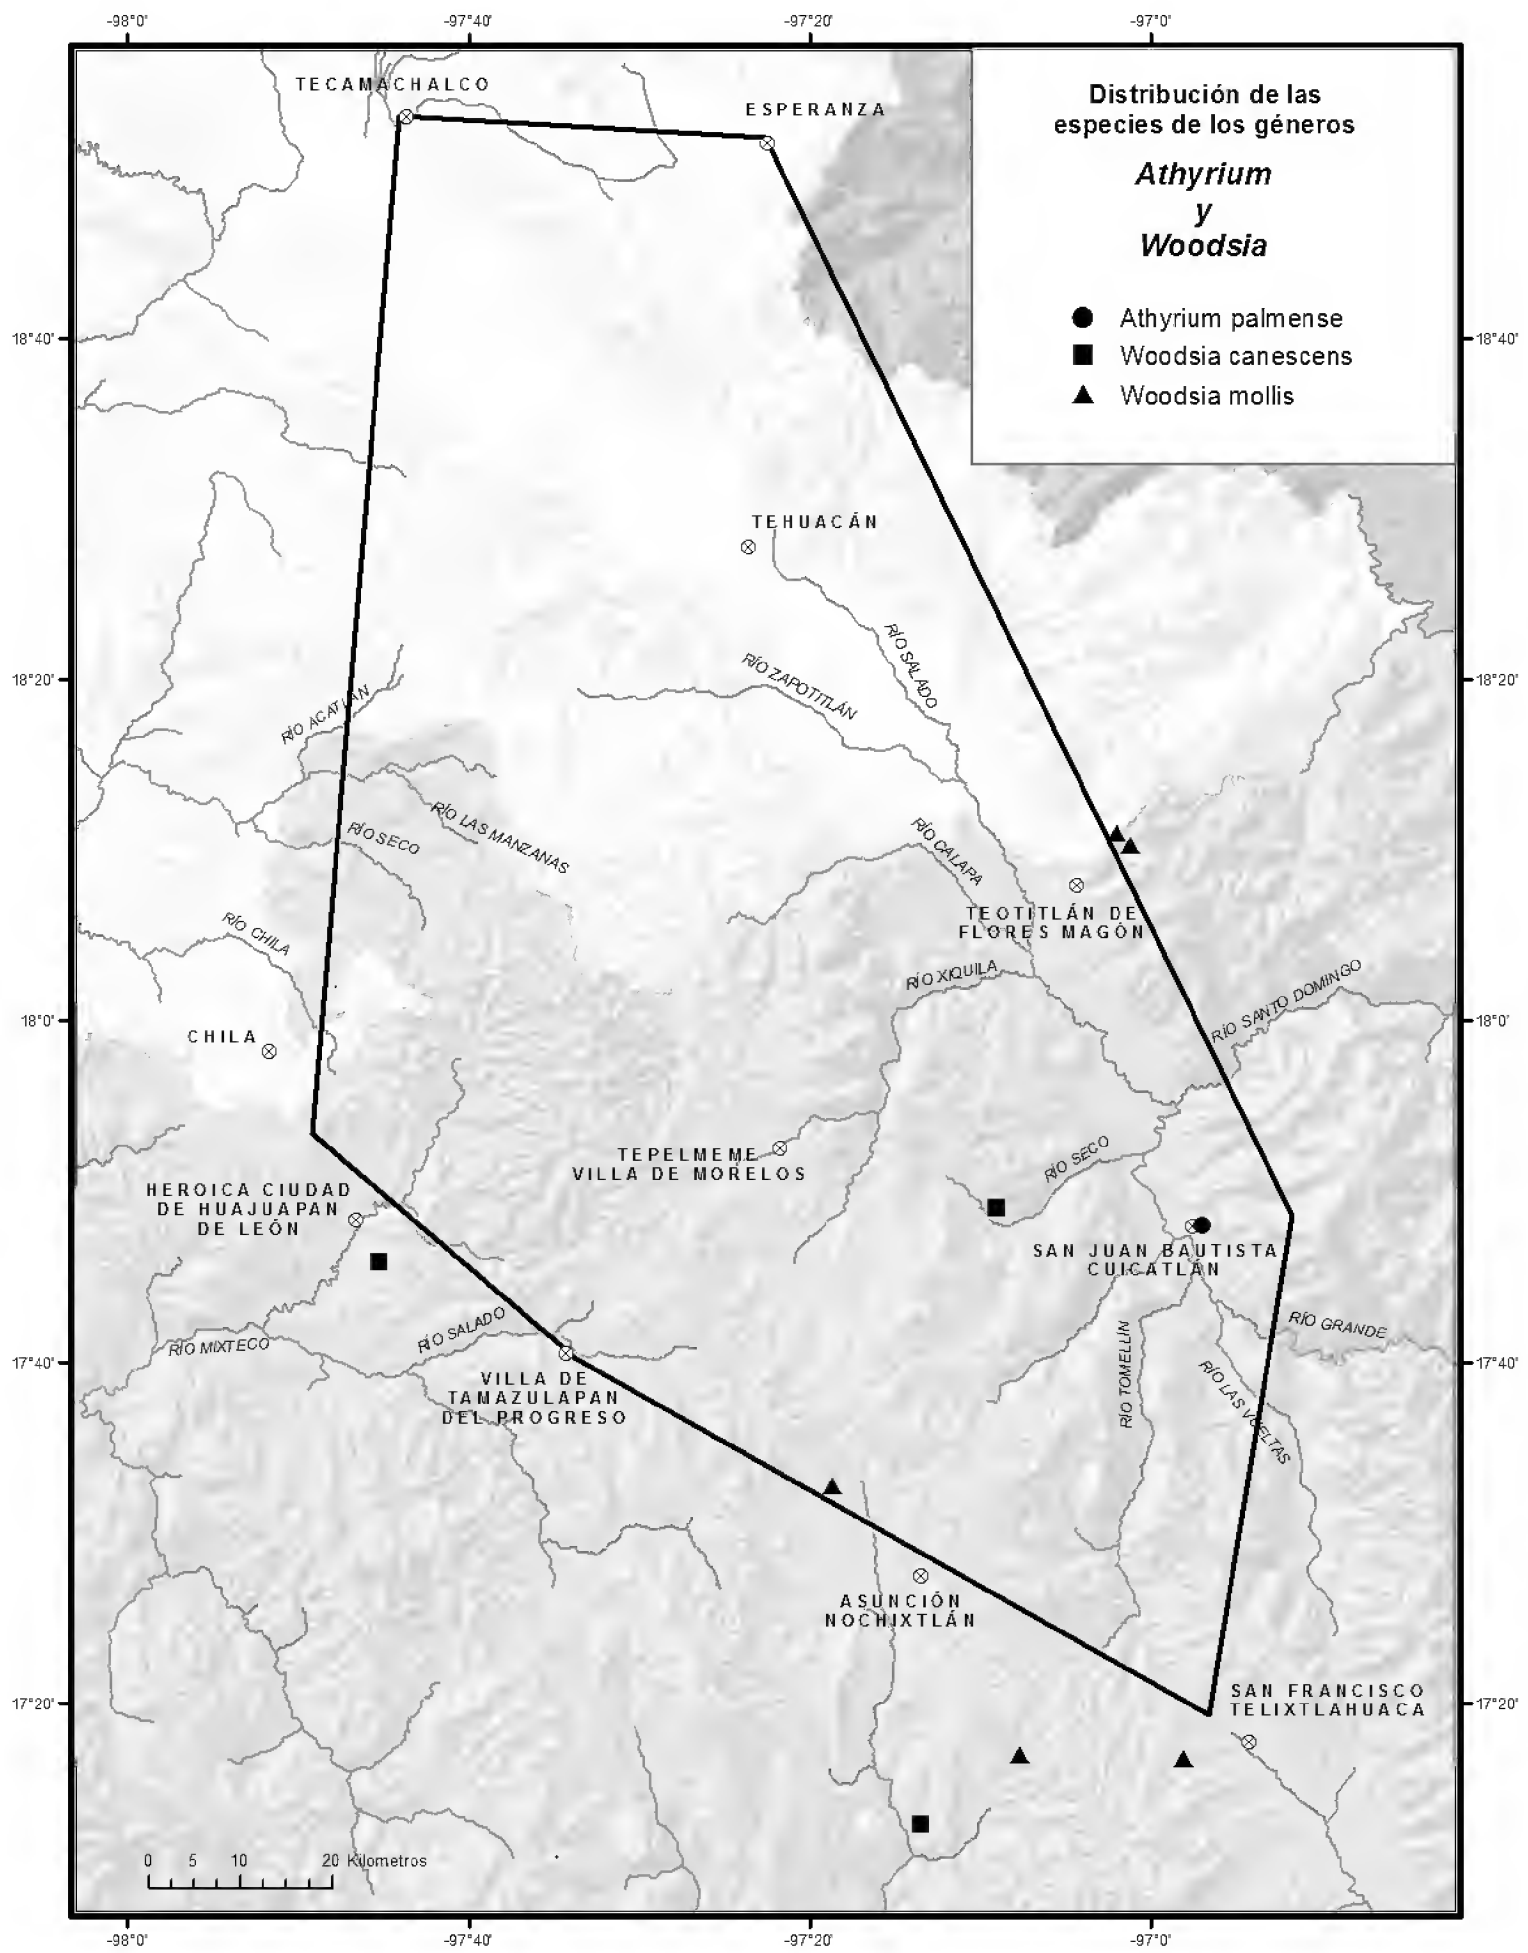 -98°0'
-97°40'
-97°20'
-97°0'
TECAMACHALCO
ESPERANZA
Distribución de las
especies de los géneros
Athyrium
y
Woodsia
Athyrium palmense
Woodsia canescens
Woodsia mollis
18°40'
18°40'
TEHUACÁN
RÍO SALADO
RÍO ZAPOTITLÁN
18°20'
18°20'
RÍO ACATLÁN
RÍO LAS MANZANAS
RÍO SECO
RÍO CALAPA
TEOTITLÁN DE
FLORES MAGÓN
RÍO CHILA
RÍO XIQUILA
RÍO SANTO DOMINGO
18°0'
18°0'
CHILA
TEPELMEME
VILLA DE MORELOS
RÍO SECO
HEROICA CIUDAD
DE HUAJUAPAN
DE LEÓN
SAN JUAN BAUTISTA
CUICATLÁN
RÍO GRANDE
RÍO SALADO
RÍO MIXTECO
17°40'
17°40'
RÍO TOMELLÍN
RÍO LAS VUELTAS
VILLA DE
TAMAZULAPAN
DEL PROGRESO
ASUNCIÓN
NOCHIXTLÁN
17°20'
17°20'
SAN FRANCISCO
TELIXTLAHUACA
0 5 10 20 Kilometros
-98°0'
-97°40'
-97°20'
-97°0'